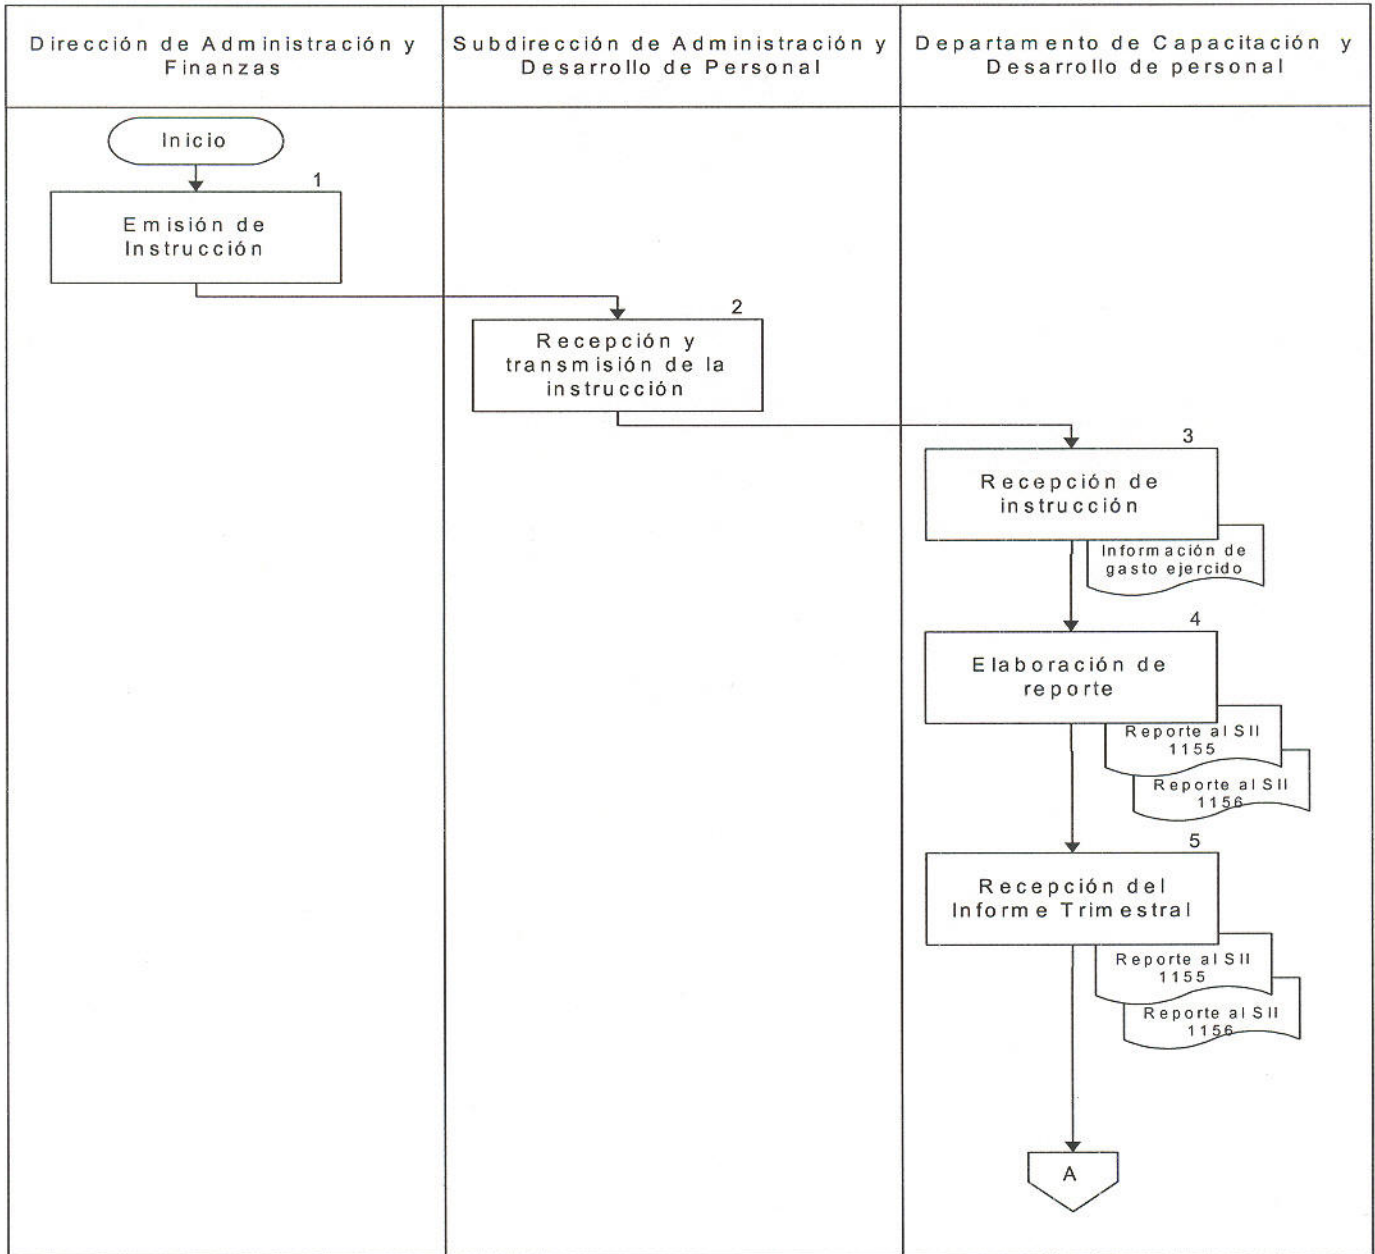 Dirección de Administración y
Finanzas
Subdirección de Administración y
Desarrollo de Personal
Departamento de Capacitación y
Desarrollo de personal
Inicio
1
Emisión de
Instrucción
2
Recepción y
transmisión de la
instrucción
3
Recepción de
instrucción
Información de
gasto ejercido
4
Elaboración de
reporte
Reporte al SII
1155
Reporte al SII
1156
5
Recepción del
Informe Trimestral
Reporte al SII
1155
Reporte al SII
1156
A